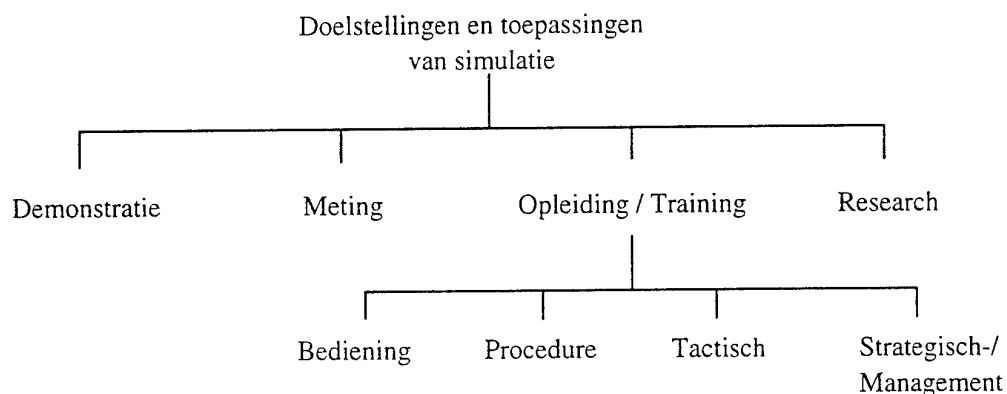 Doelstellingen en toepassingen
van simulatie
Demonstratie
Meting
Opleiding / Training
Research
Bediening
Procedure
Tactisch
Strategisch-/
Management